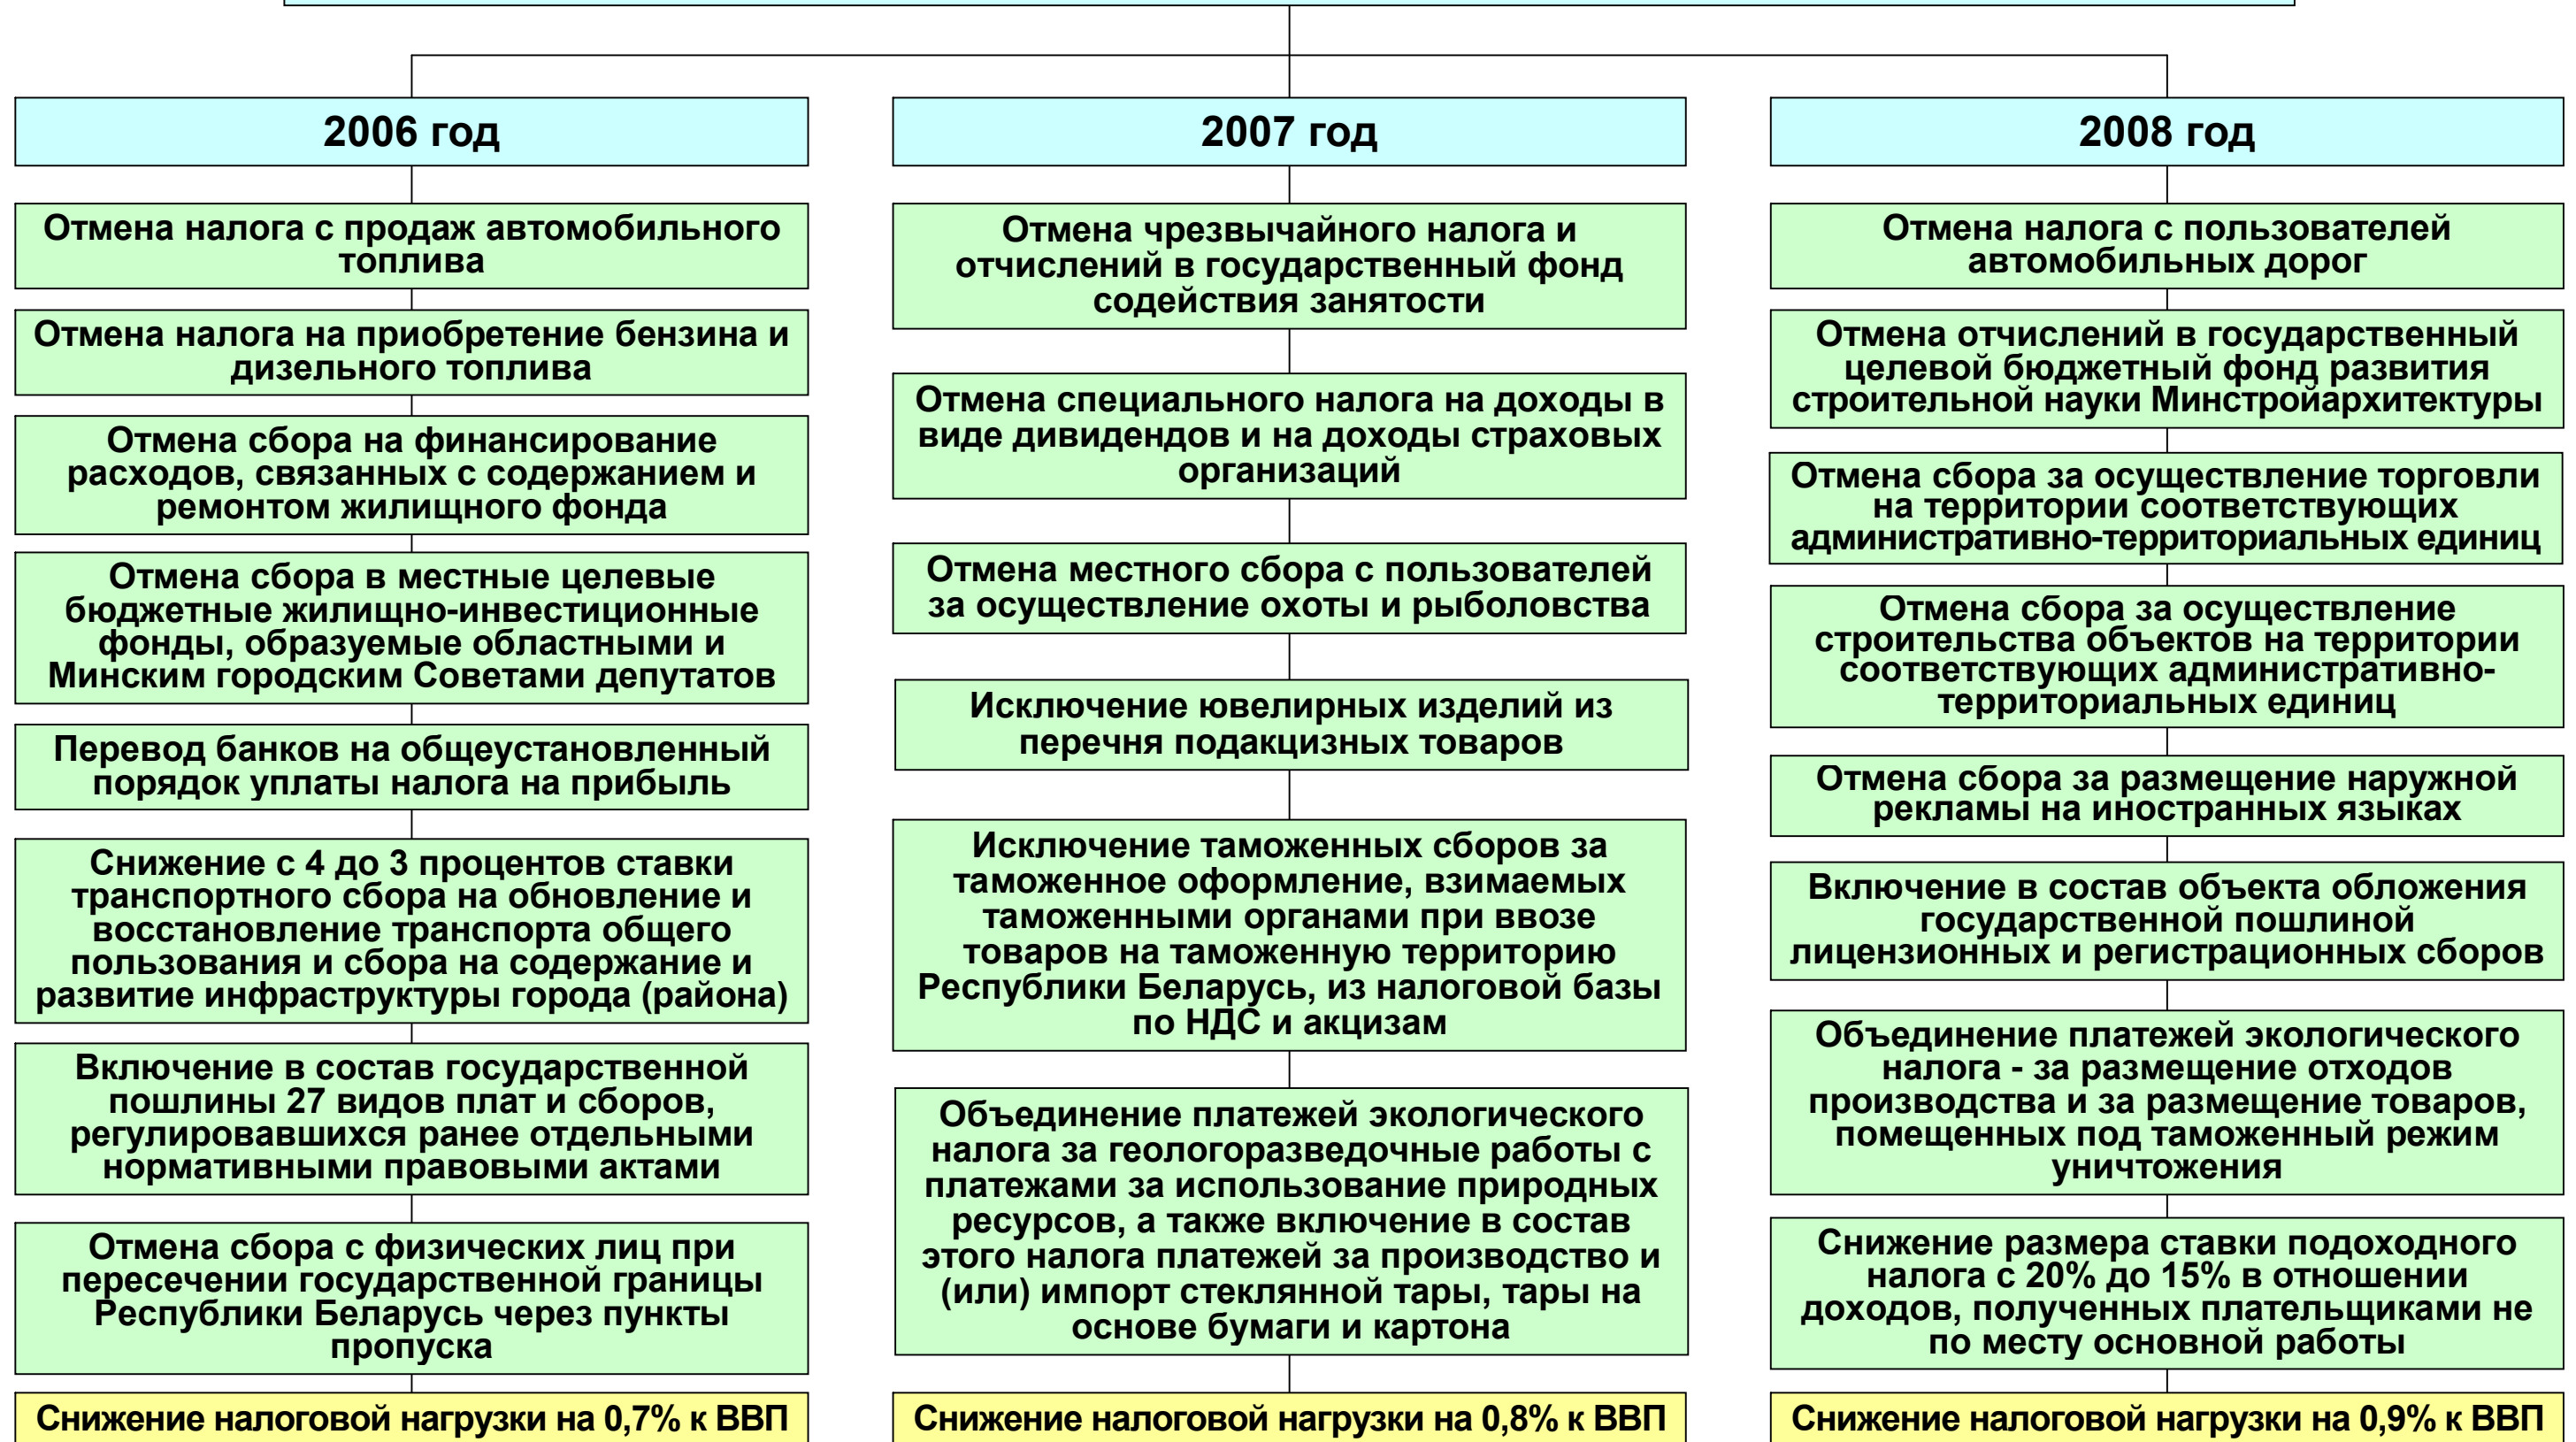 2006 год
Отмена налога с продаж автомобильного
топлива
Отмена налога на приобретение бензина и
дизельного топлива
Отмена сбора на финансирование
расходов, связанных с содержанием и
ремонтом жилищного фонда
Отмена сбора в местные целевые
бюджетные жилищно-инвестиционные
фонды, образуемые областными и
Минским городским Советами депутатов
Перевод банков на общеустановленный
порядок уплаты налога на прибыль
Снижение с 4 до 3 процентов ставки
транспортного сбора на обновление и
восстановление транспорта общего
пользования и сбора на содержание и
развитие инфраструктуры города (района)
Включение в состав государственной
пошлины 27 видов плат и сборов,
регулировавшихся ранее отдельными
нормативными правовыми актами
Отмена сбора с физических лиц при
пересечении государственной границы
Республики Беларусь через пункты
пропуска
Снижение налоговой нагрузки на 0,7% к ВВП
2007 год
Отмена чрезвычайного налога и
отчислений в государственный фонд
содействия занятости
Отмена специального налога на доходы в
виде дивидендов и на доходы страховых
организаций
Отмена местного сбора с пользователей
за осуществление охоты и рыболовства
Исключение ювелирных изделий из
перечня подакцизных товаров
Исключение таможенных сборов за
таможенное оформление, взимаемых
таможенными органами при ввозе
товаров на таможенную территорию
Республики Беларусь, из налоговой базы
по НДС и акцизам
Объединение платежей экологического
налога за геологоразведочные работы с
платежами за использование природных
ресурсов, а также включение в состав
этого налога платежей за производство и
(или) импорт стеклянной тары, тары на
основе бумаги и картона
Снижение налоговой нагрузки на 0,8% к ВВП
2008 год
Отмена налога с пользователей
автомобильных дорог
Отмена отчислений в государственный
целевой бюджетный фонд развития
строительной науки Минстройархитектуры
Отмена сбора за осуществление торговли
на территории соответствующих
административно-территориальных единиц
Отмена сбора за осуществление
строительства объектов на территории
соответствующих административно-
территориальных единиц
Отмена сбора за размещение наружной
рекламы на иностранных языках
Включение в состав объекта обложения
государственной пошлиной
лицензионных и регистрационных сборов
Объединение платежей экологического
налога - за размещение отходов
производства и за размещение товаров,
помещенных под таможенный режим
уничтожения
Снижение размера ставки подоходного
налога с 20% до 15% в отношении
доходов, полученных плательщиками не
по месту основной работы
Снижение налоговой нагрузки на 0,9% к ВВП